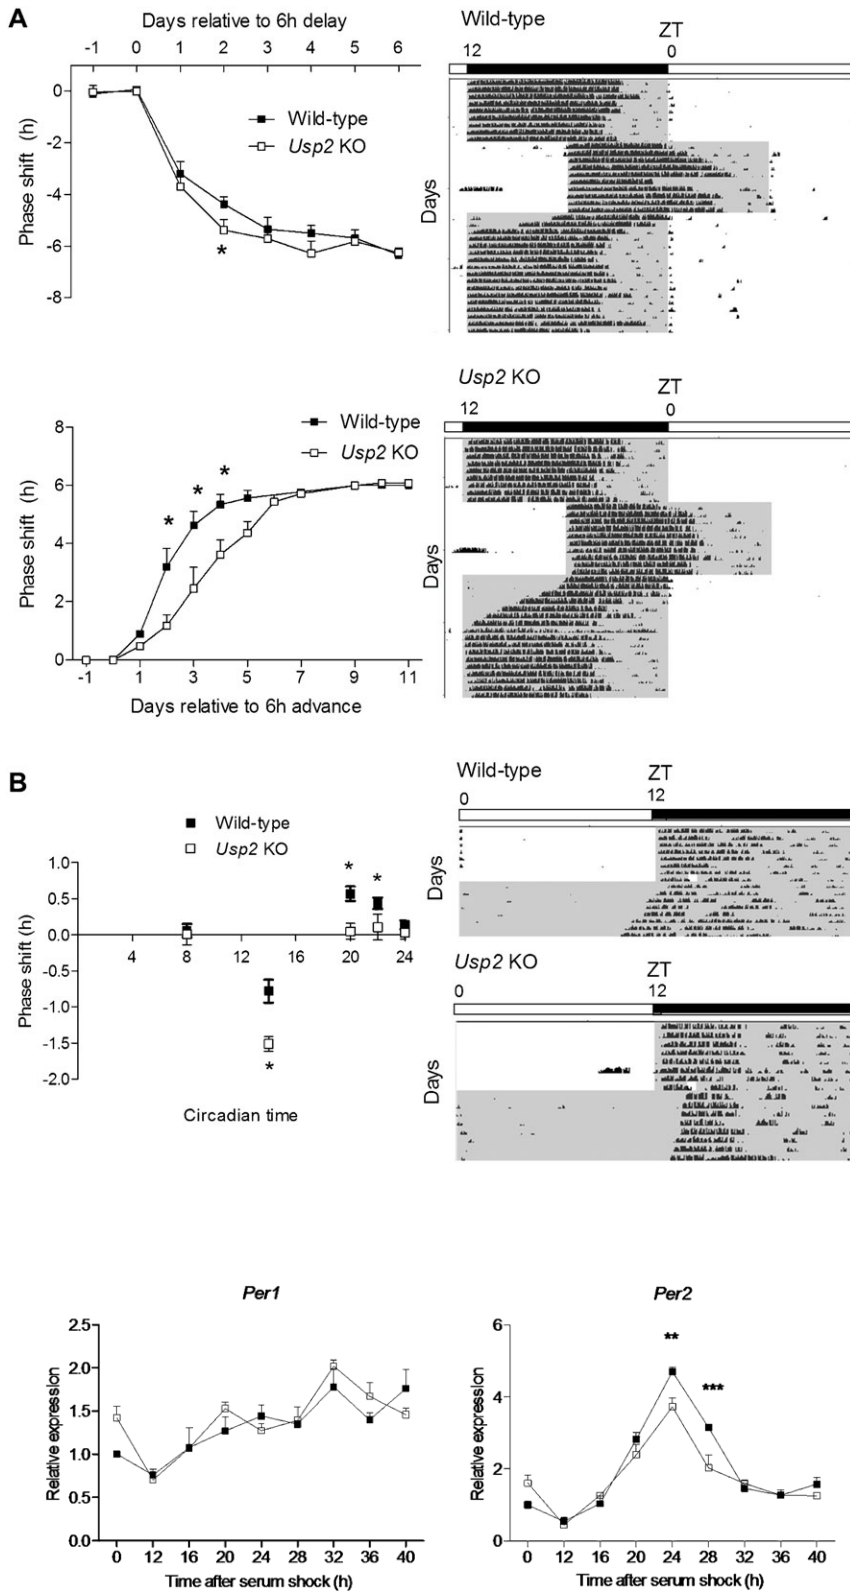 A
Days relative to 6h delay
-1 0 1 2 3 4 5 6
0
-2
-4
-6
-8
Phase shift (h)
Wild-type
Usp2 KO
*
Wild-type
ZT
12 0
Days
8
6
4
2
0
Phase shift (h)
Wild-type
Usp2 KO
* * *
-1 1 3 5 7 9 11
Days relative to 6h advance
Usp2 KO
ZT
12 0
Days
B
Wild-type
Usp2 KO
1.0
0.5
0.0
-0.5
-1.0
-1.5
-2.0
Phase shift (h)
* *
4 8 12 16 20 24
*
Circadian time
Wild-type
ZT
0 12
Days
Usp2 KO
ZT
0 12
Days
Per1
2.5
2.0
1.5
1.0
0.5
0.0
Relative expression
0 12 16 20 24 28 32 36 40
Time after serum shock (h)
Per2
6
4
2
0
Relative expression
**
***
0 12 16 20 24 28 32 36 40
Time after serum shock (h)